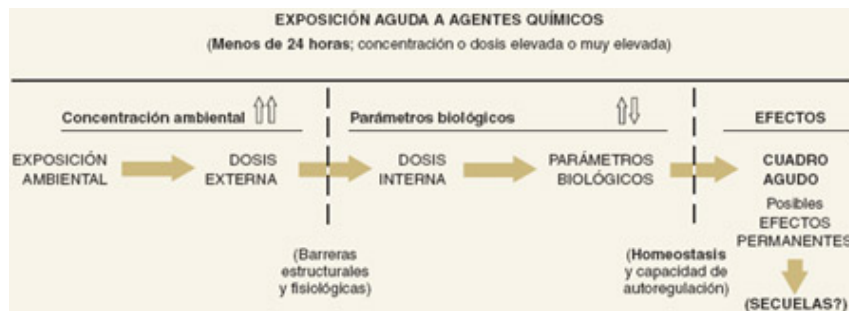 EXPOSICIÓN AGUDA A AGENTES QUÍMICOS
(Menos de 24 horas; concentración o dosis elevada o muy elevada)
Concentración ambiental
Parámetros biológicos
EFECTOS
EXPOSICIÓN
AMBIENTAL
DOSIS
EXTERNA
DOSIS
INTERNA
PARÁMETROS
BIOLÓGICOS
CUADRO
AGUDO
Posibles
EFECTOS
PERMANENTES
(Barreras
estructurales
y fisiológicas)
(Homeostasis
y capacidad de
autoregulación)
(SECUELAS?)